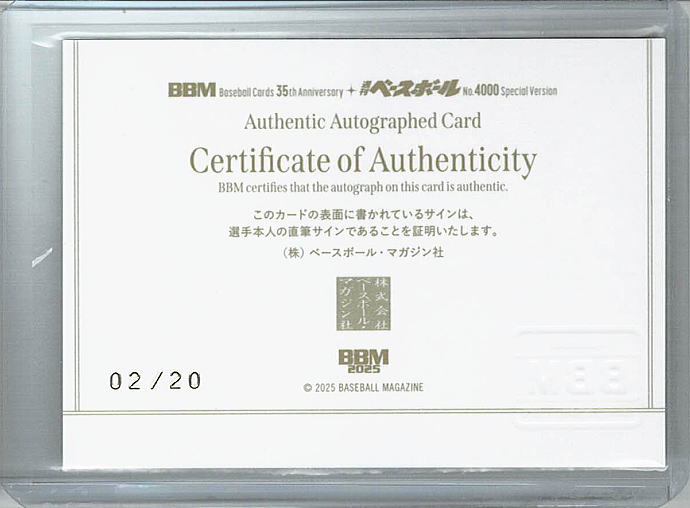 BBM Baseball Cards 35th Anniversary + 週刊ベースボール No.4000 Special Version
Authentic Autographed Card
Certificate of Authenticity
BBM certifies that the autograph on this card is authentic.
このカードの表面に書かれているサインは、
選手本人の直筆サインであることを証明いたします。
(株)ベースボール・マガジン社
株式会社
ベースボール・
マガジン社
BBM
2025
02/20
© 2025 BASEBALL MAGAZINE
BBM